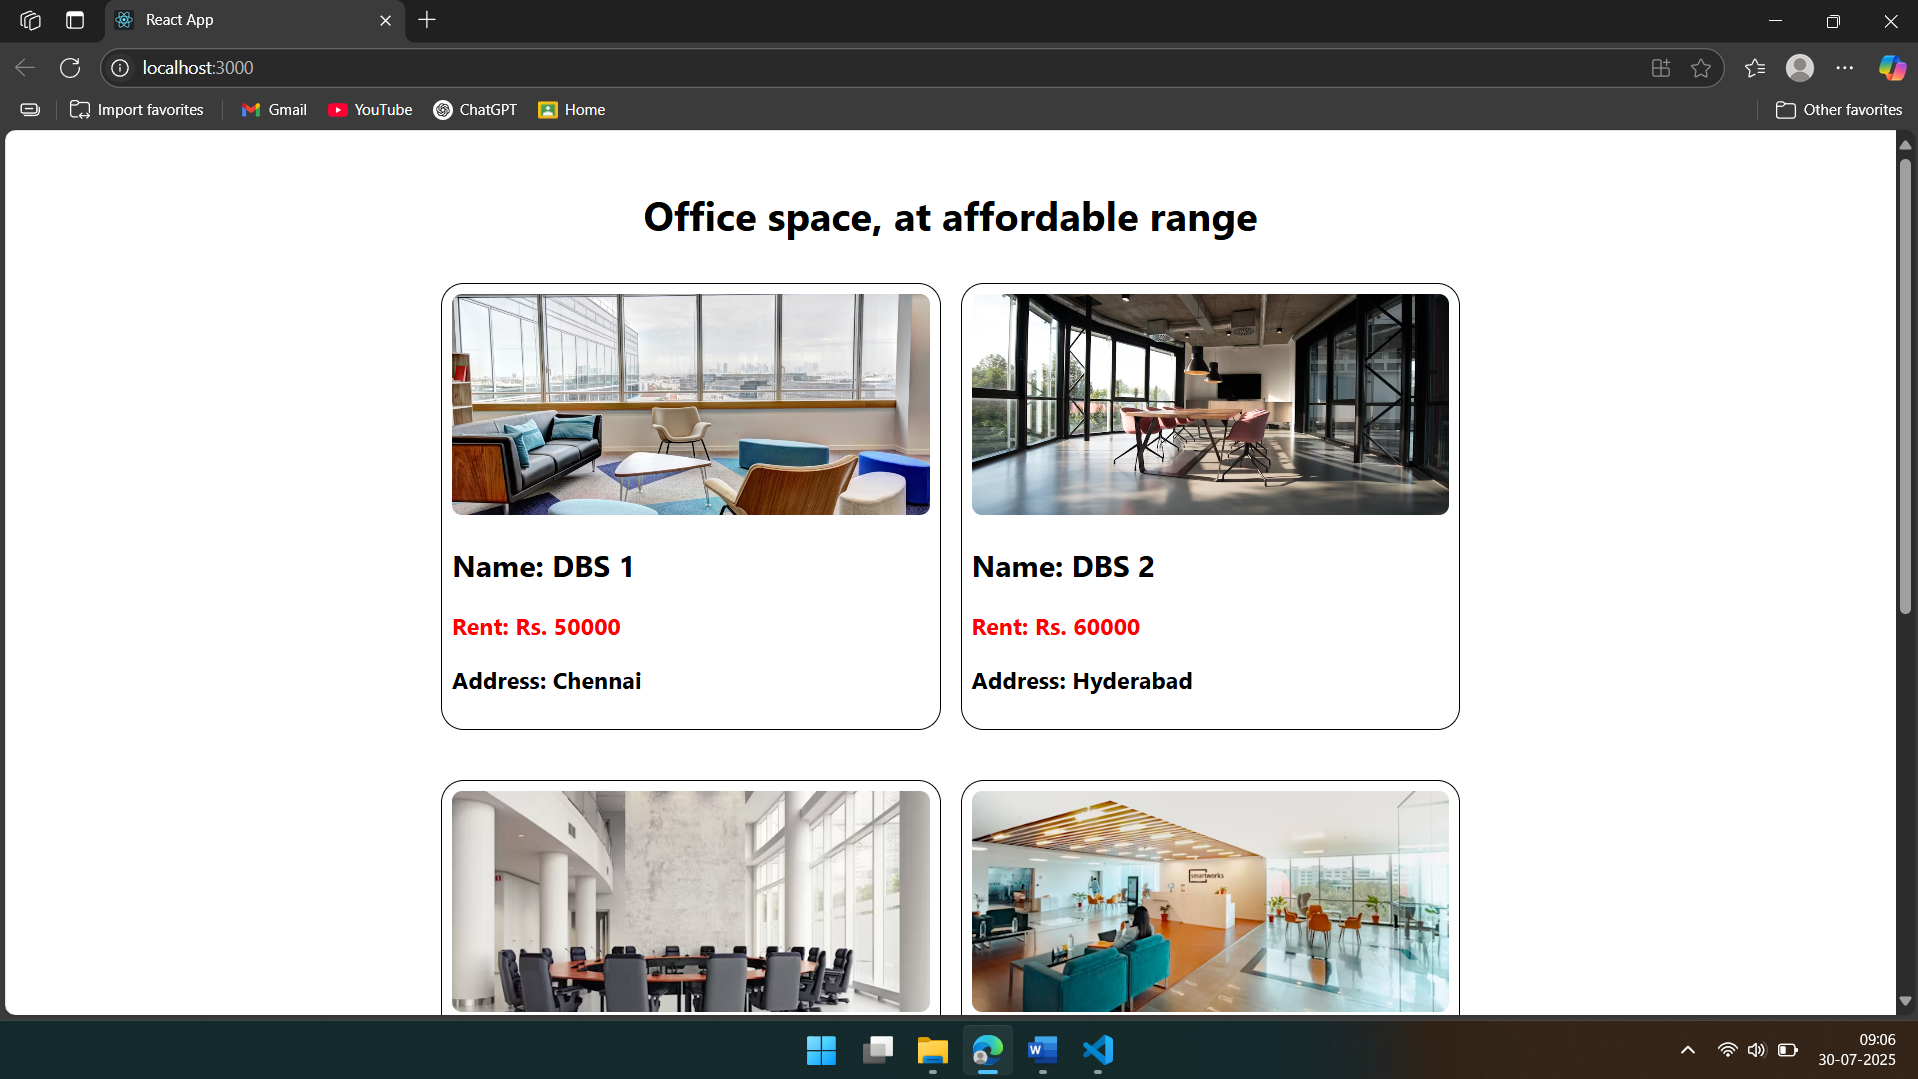 React App
localhost:3000
Import favorites
Gmail
YouTube
ChatGPT
Home
Other favorites
Office space, at affordable range
Name: DBS 1
Rent: Rs. 50000
Address: Chennai
Name: DBS 2
Rent: Rs. 60000
Address: Hyderabad
smartworks
W
09:06
30-07-2025